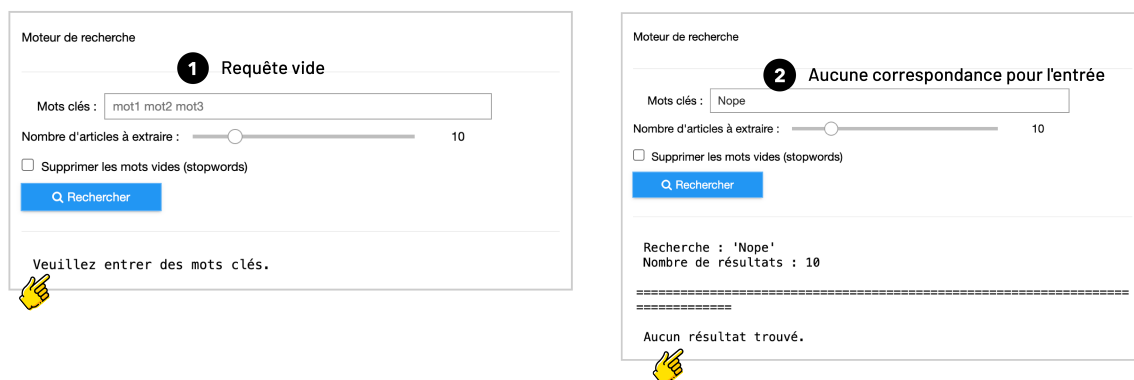 Moteur de recherche
1 Requête vide
Mots clés : mot1 mot2 mot3
Nombre d'articles à extraire : 10
Supprimer les mots vides (stopwords)
Rechercher
Veuillez entrer des mots clés.
Moteur de recherche
2 Aucune correspondance pour l'entrée
Mots clés : Nope
Nombre d'articles à extraire : 10
Supprimer les mots vides (stopwords)
Rechercher
Recherche : 'Nope'
Nombre de résultats : 10
===================================================================
=============
Aucun résultat trouvé.